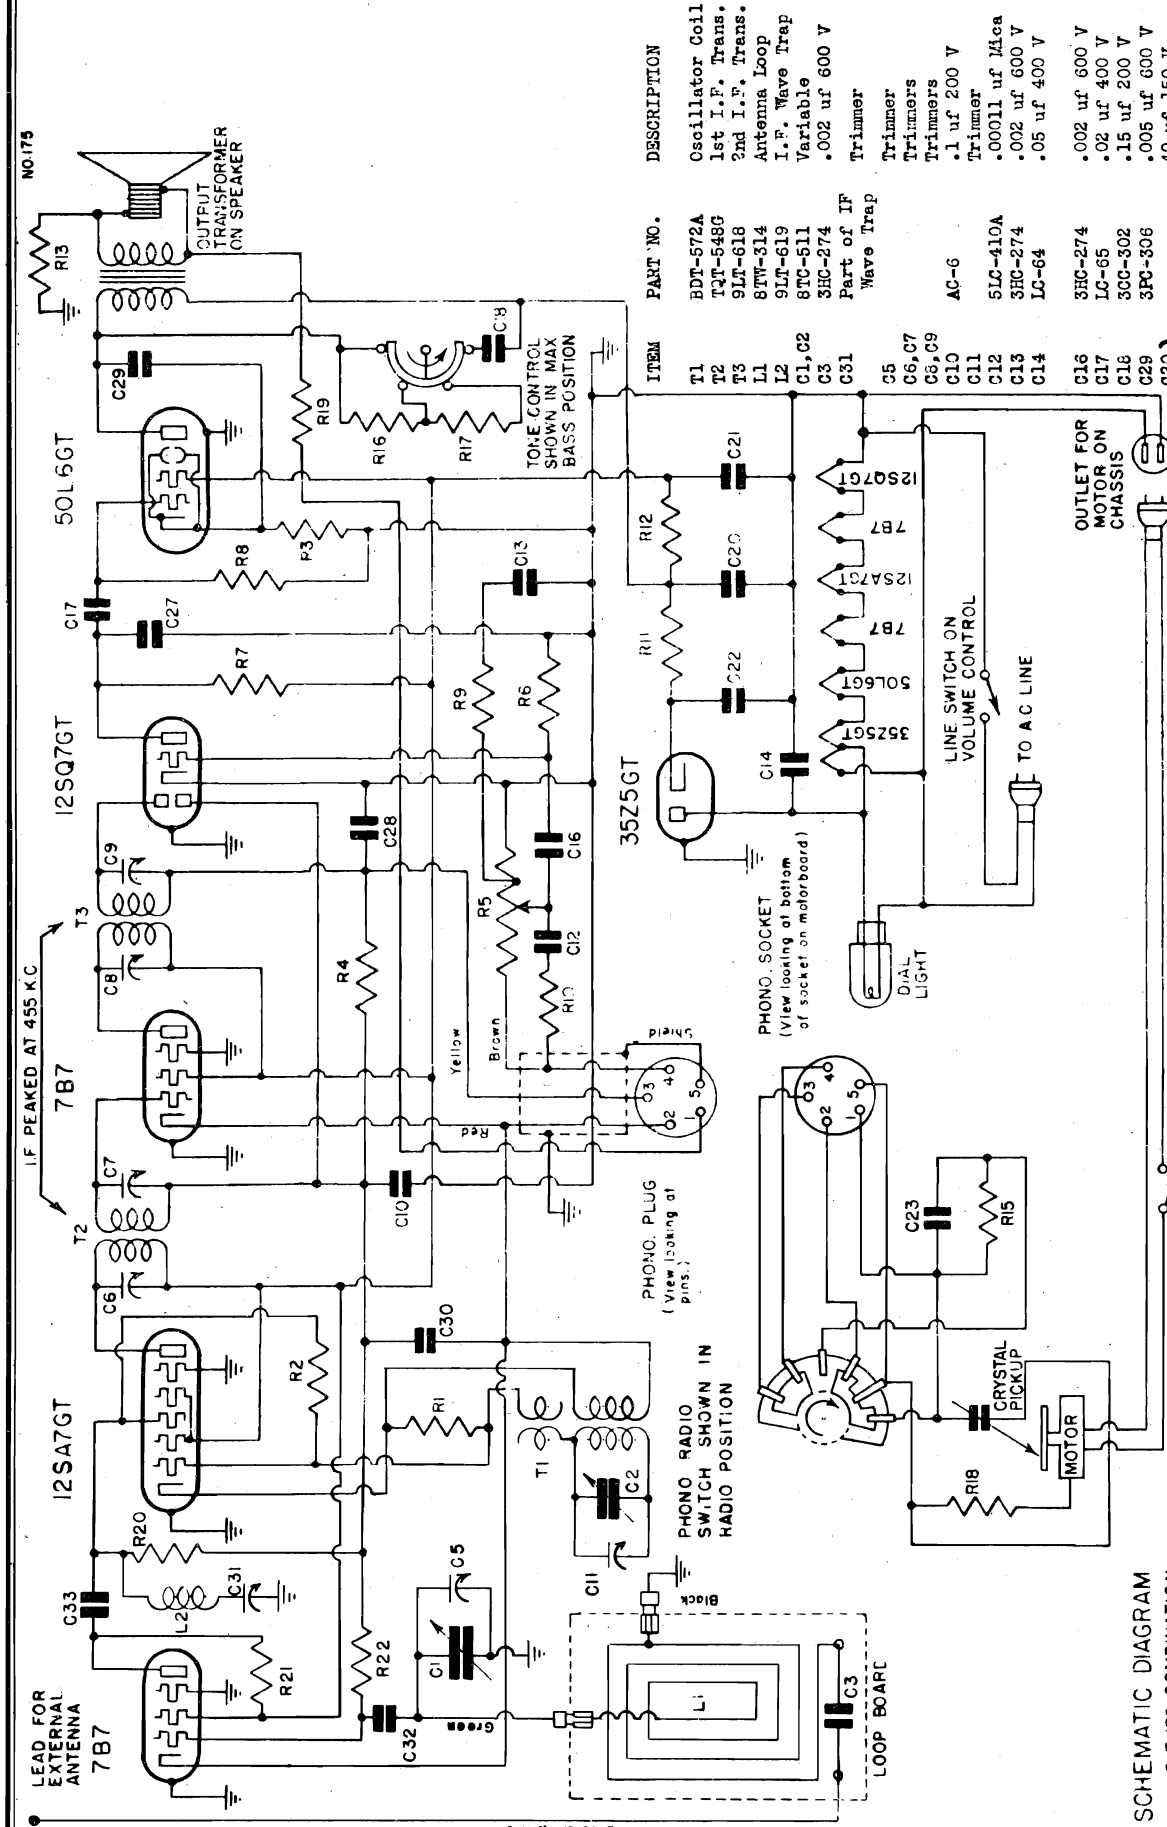 NO.175
LEAD FOR
EXTERNAL
ANTENNA
7B7
12SA7GT
I.F. PEAKED AT 455 K.C
7B7
12SQ7GT
50L6GT
OUTPUT
TRANSFORMER
ON SPEAKER
R13
C33
R20
L2
C31
R21
R22
C32
C1
C5
Green
Black
L1
C3
LOOP BOARD
C6
T2
C7
R2
R1
C30
T1
C2
C11
C10
C8
T3
C9
R4
C28
Yellow
Brown
Red
Shield
R5
C12
C16
R9
R6
C13
R7
C27
C17
R8
R3
C29
R19
R16
R17
C18
TONE CONTROL
SHOWN IN MAX
BASS POSITION
PHONO. PLUG
(View looking at
pins.)
1
2
3
4
5
PHONO RADIO
SWITCH SHOWN IN
RADIO POSITION
35Z5GT
R11
R12
C22
C20
C21
C14
35Z5GT
50L6GT
7B7
12SA7GT
7B7
12SQ7GT
PHONO. SOCKET
(View looking at bottom
of socket on motorboard)
1
2
3
4
5
DIAL
LIGHT
LINE SWITCH ON
VOLUME CONTROL
TO A.C LINE
OUTLET FOR
MOTOR ON
CHASSIS
C23
R15
CRYSTAL
PICKUP
MOTOR
R18
SCHEMATIC DIAGRAM
ITEM PART NO. DESCRIPTION
T1 BDT-572A Oscillator Coil
T2 TQT-548G 1st I.F. Trans.
T3 9LT-618 2nd I.F. Trans.
L1 8TW-314 Antenna Loop
L2 9LT-619 I.F. Wave Trap
C1,C2 8TC-511 Variable
C3 3HC-274 .002 uf 600 V
C31 Part of IF Trimmer
Wave Trap
C5 Trimmer
C6,C7 Trimmers
C8,C9 Trimmers
C10 AC-6 .1 uf 200 V
C11 Trimmer
C12 5LC-410A .00011 uf Mica
C13 3HC-274 .002 uf 600 V
C14 LC-64 .05 uf 400 V
C16 3HC-274 .002 uf 600 V
C17 LC-65 .02 uf 400 V
C18 3CC-302 .15 uf 200 V
C29 3PC-306 .005 uf 600 V